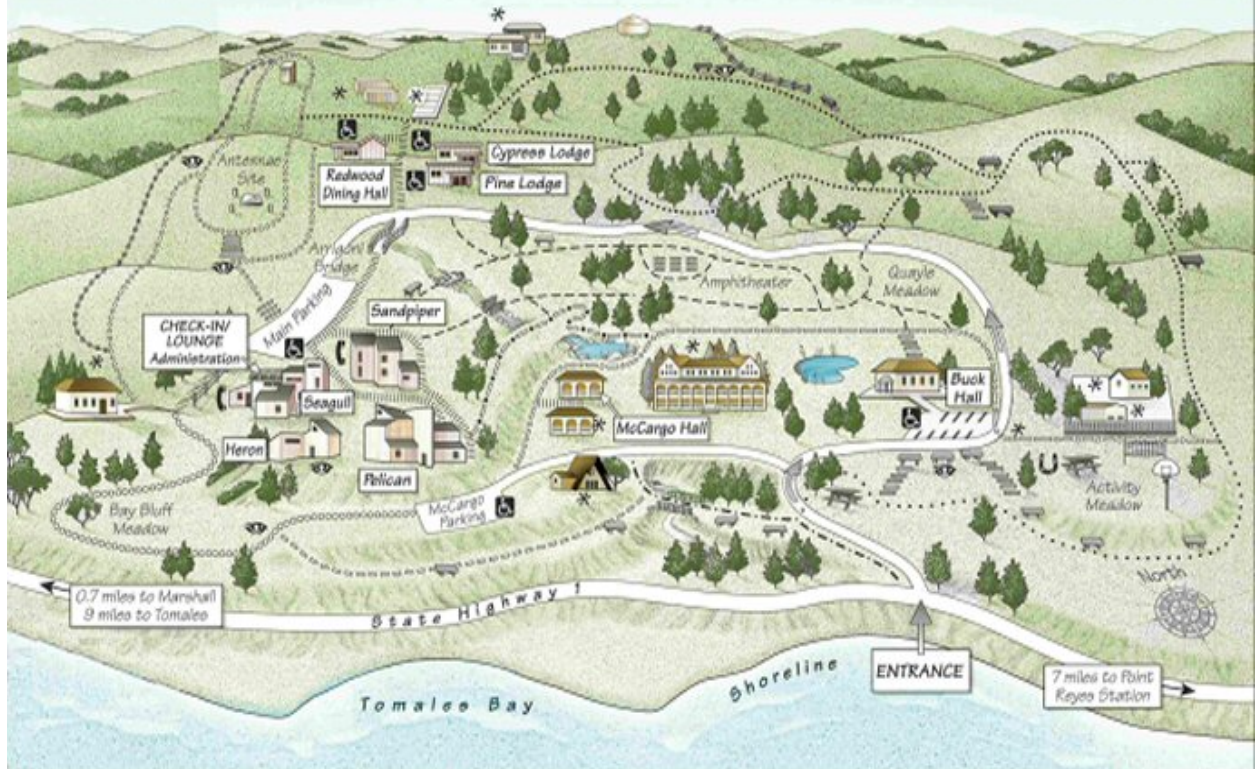 Cypress Lodge
Pine Lodge
Redwood
Dining Hall
Antennae
Site
Arrigoni
Bridge
Main Parking
Amphitheater
Quayle
Meadow
Sandpiper
CHECK-IN/
LOUNGE
Administration
Seagull
Buck
Hall
McCargo Hall
Heron
Pelican
McCargo
Parking
Bay Bluff
Meadow
Activity
Meadow
North
0.7 miles to Marshall
9 miles to Tomales
State Highway 1
ENTRANCE
7 miles to Point
Reyes Station
Tomales Bay
Shoreline